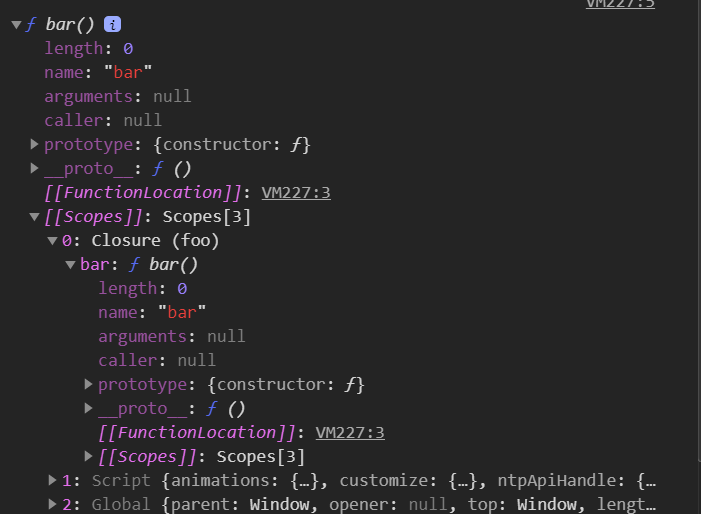 VM227:5
ƒ bar() i
length: 0
name: "bar"
arguments: null
caller: null
prototype: {constructor: ƒ}
__proto__: ƒ ()
[[FunctionLocation]]: VM227:3
[[Scopes]]: Scopes[3]
0: Closure (foo)
bar: ƒ bar()
length: 0
name: "bar"
arguments: null
caller: null
prototype: {constructor: ƒ}
__proto__: ƒ ()
[[FunctionLocation]]: VM227:3
[[Scopes]]: Scopes[3]
1: Script {animations: {…}, customize: {…}, ntpApiHandle: {…
2: Global {parent: Window, opener: null, top: Window, lengt…